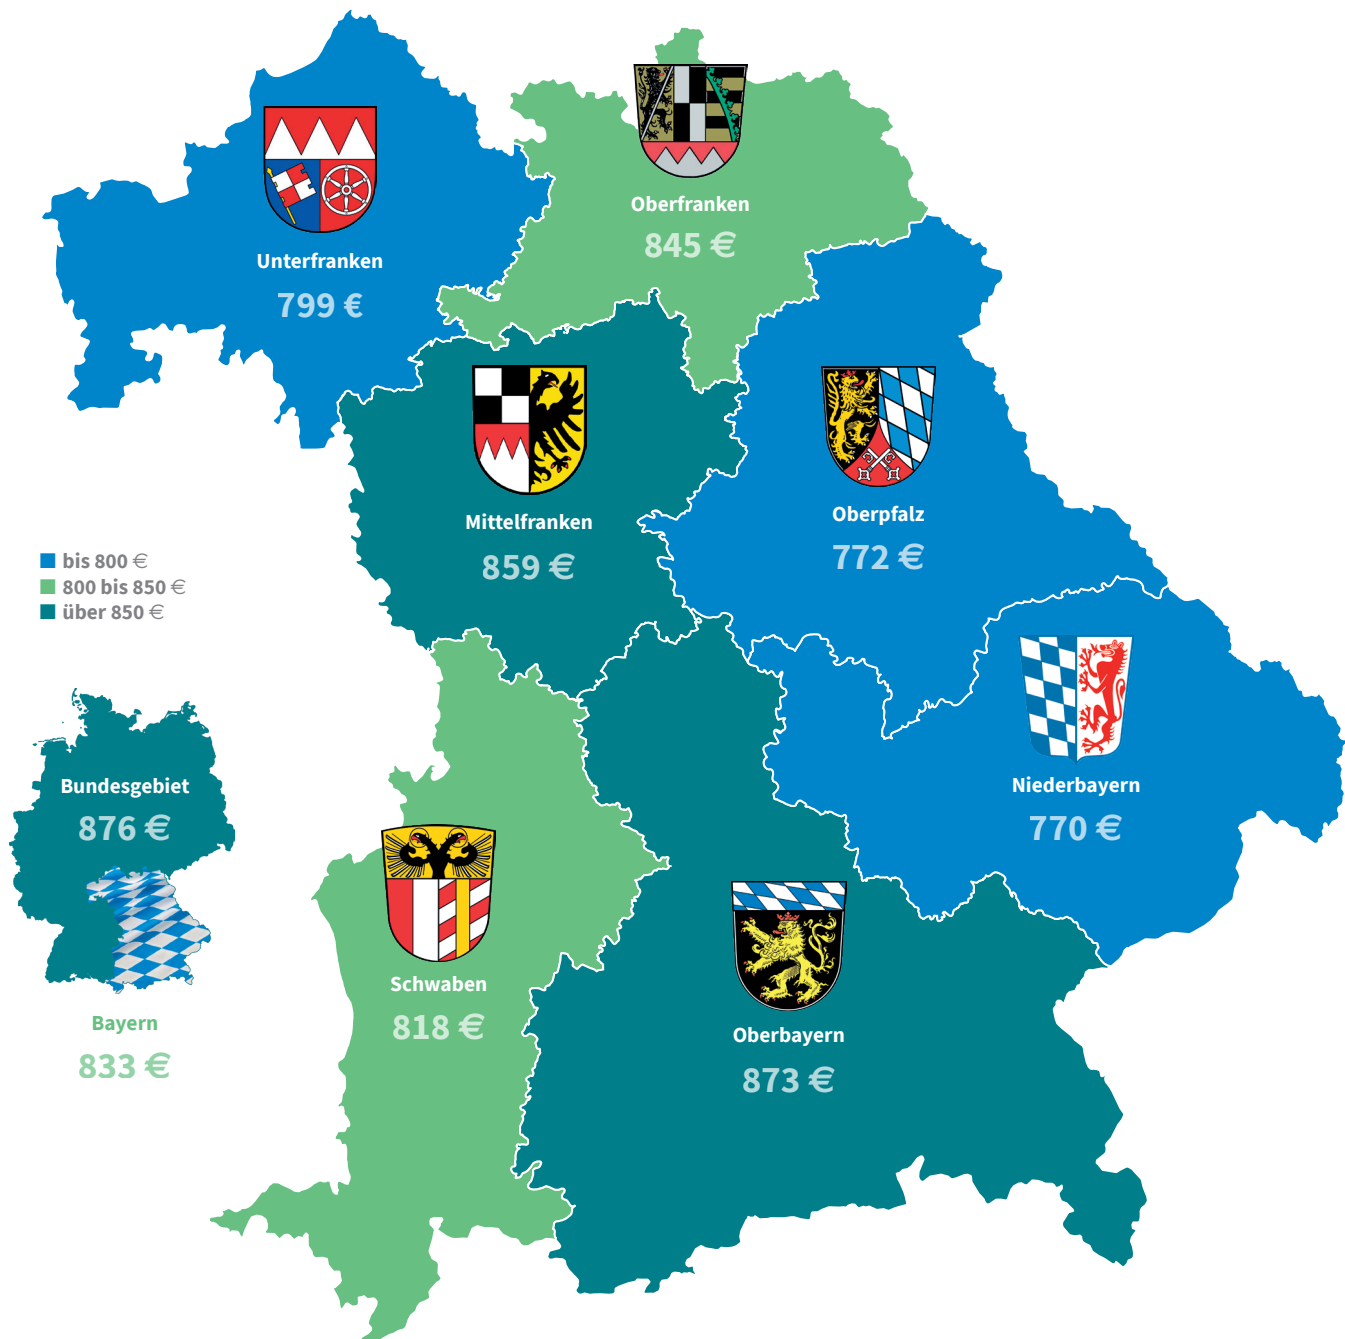 Oberfranken
845 €
Unterfranken
799 €
Mittelfranken
859 €
Oberpfalz
772 €
bis 800 €
800 bis 850 €
über 850 €
Bundesgebiet
876 €
Niederbayern
770 €
Schwaben
818 €
Bayern
833 €
Oberbayern
873 €